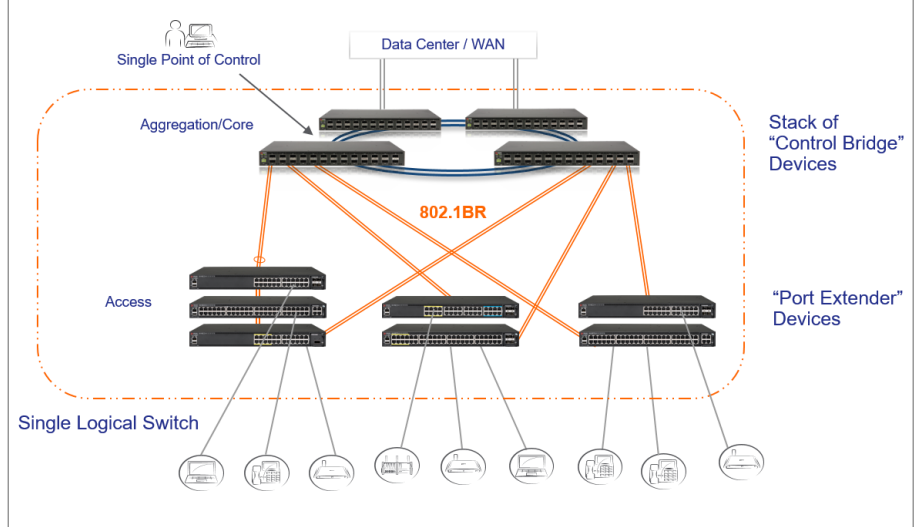 Data Center / WAN
Single Point of Control
Aggregation/Core
Stack of
“Control Bridge”
Devices
802.1BR
Access
“Port Extender”
Devices
Single Logical Switch